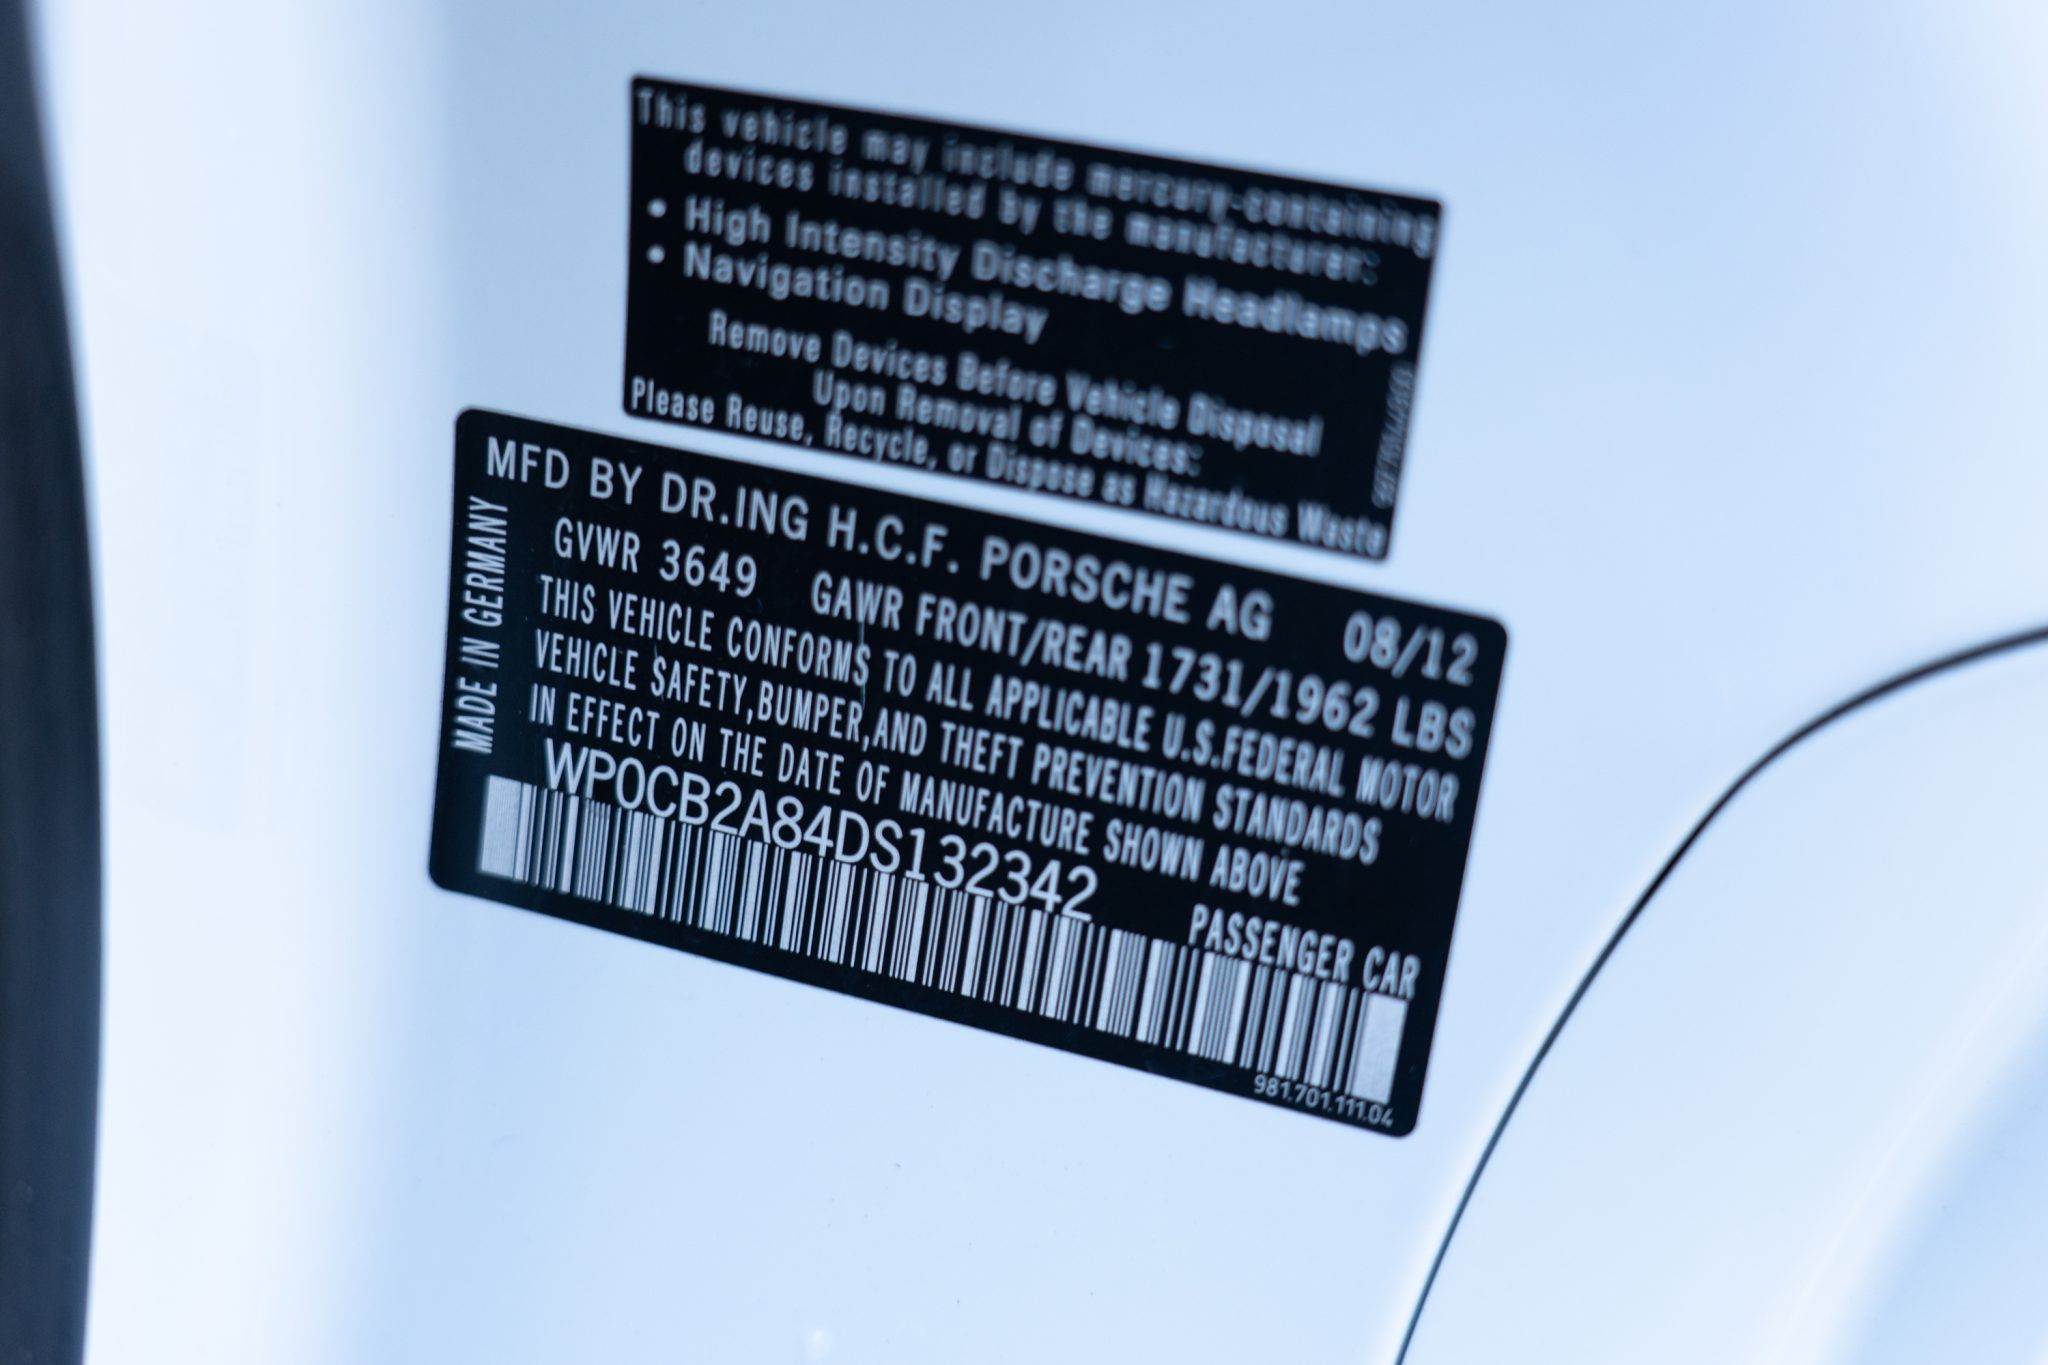 This vehicle may include mercury-containing
devices installed by the manufacturer:
• High Intensity Discharge Headlamps
• Navigation Display
Remove Devices Before Vehicle Disposal
Upon Removal of Devices:
Please Reuse, Recycle, or Dispose as Hazardous Waste
MFD BY DR.ING H.C.F. PORSCHE AG 08/12
GVWR 3649 GAWR FRONT/REAR 1731/1962 LBS
THIS VEHICLE CONFORMS TO ALL APPLICABLE U.S.FEDERAL MOTOR
VEHICLE SAFETY,BUMPER,AND THEFT PREVENTION STANDARDS
IN EFFECT ON THE DATE OF MANUFACTURE SHOWN ABOVE
WP0CB2A84DS132342 PASSENGER CAR
981.701.111.04
MADE IN GERMANY